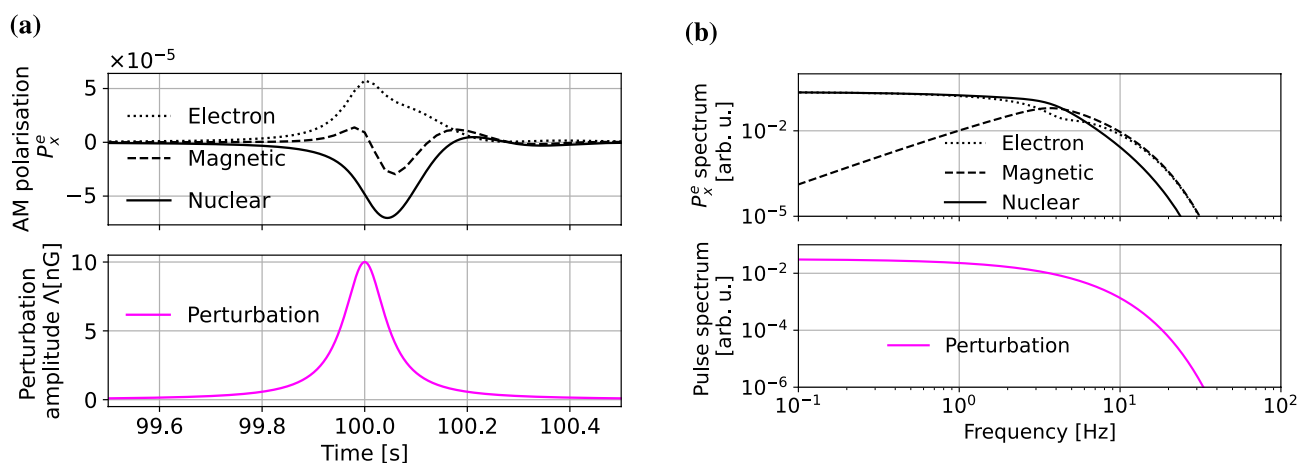 (a)
×10⁻⁵
AM polarisation
Pₓᵉ
5
0
−5
Electron
Magnetic
Nuclear
Perturbation
amplitude Λ[nG]
10
5
0
Perturbation
99.6 99.8 100.0 100.2 100.4
Time [s]
(b)
Pₓᵉ spectrum
[arb. u.]
10⁻²
10⁻⁵
Electron
Magnetic
Nuclear
Pulse spectrum
[arb. u.]
10⁻²
10⁻⁴
10⁻⁶
Perturbation
10⁻¹ 10⁰ 10¹ 10²
Frequency [Hz]